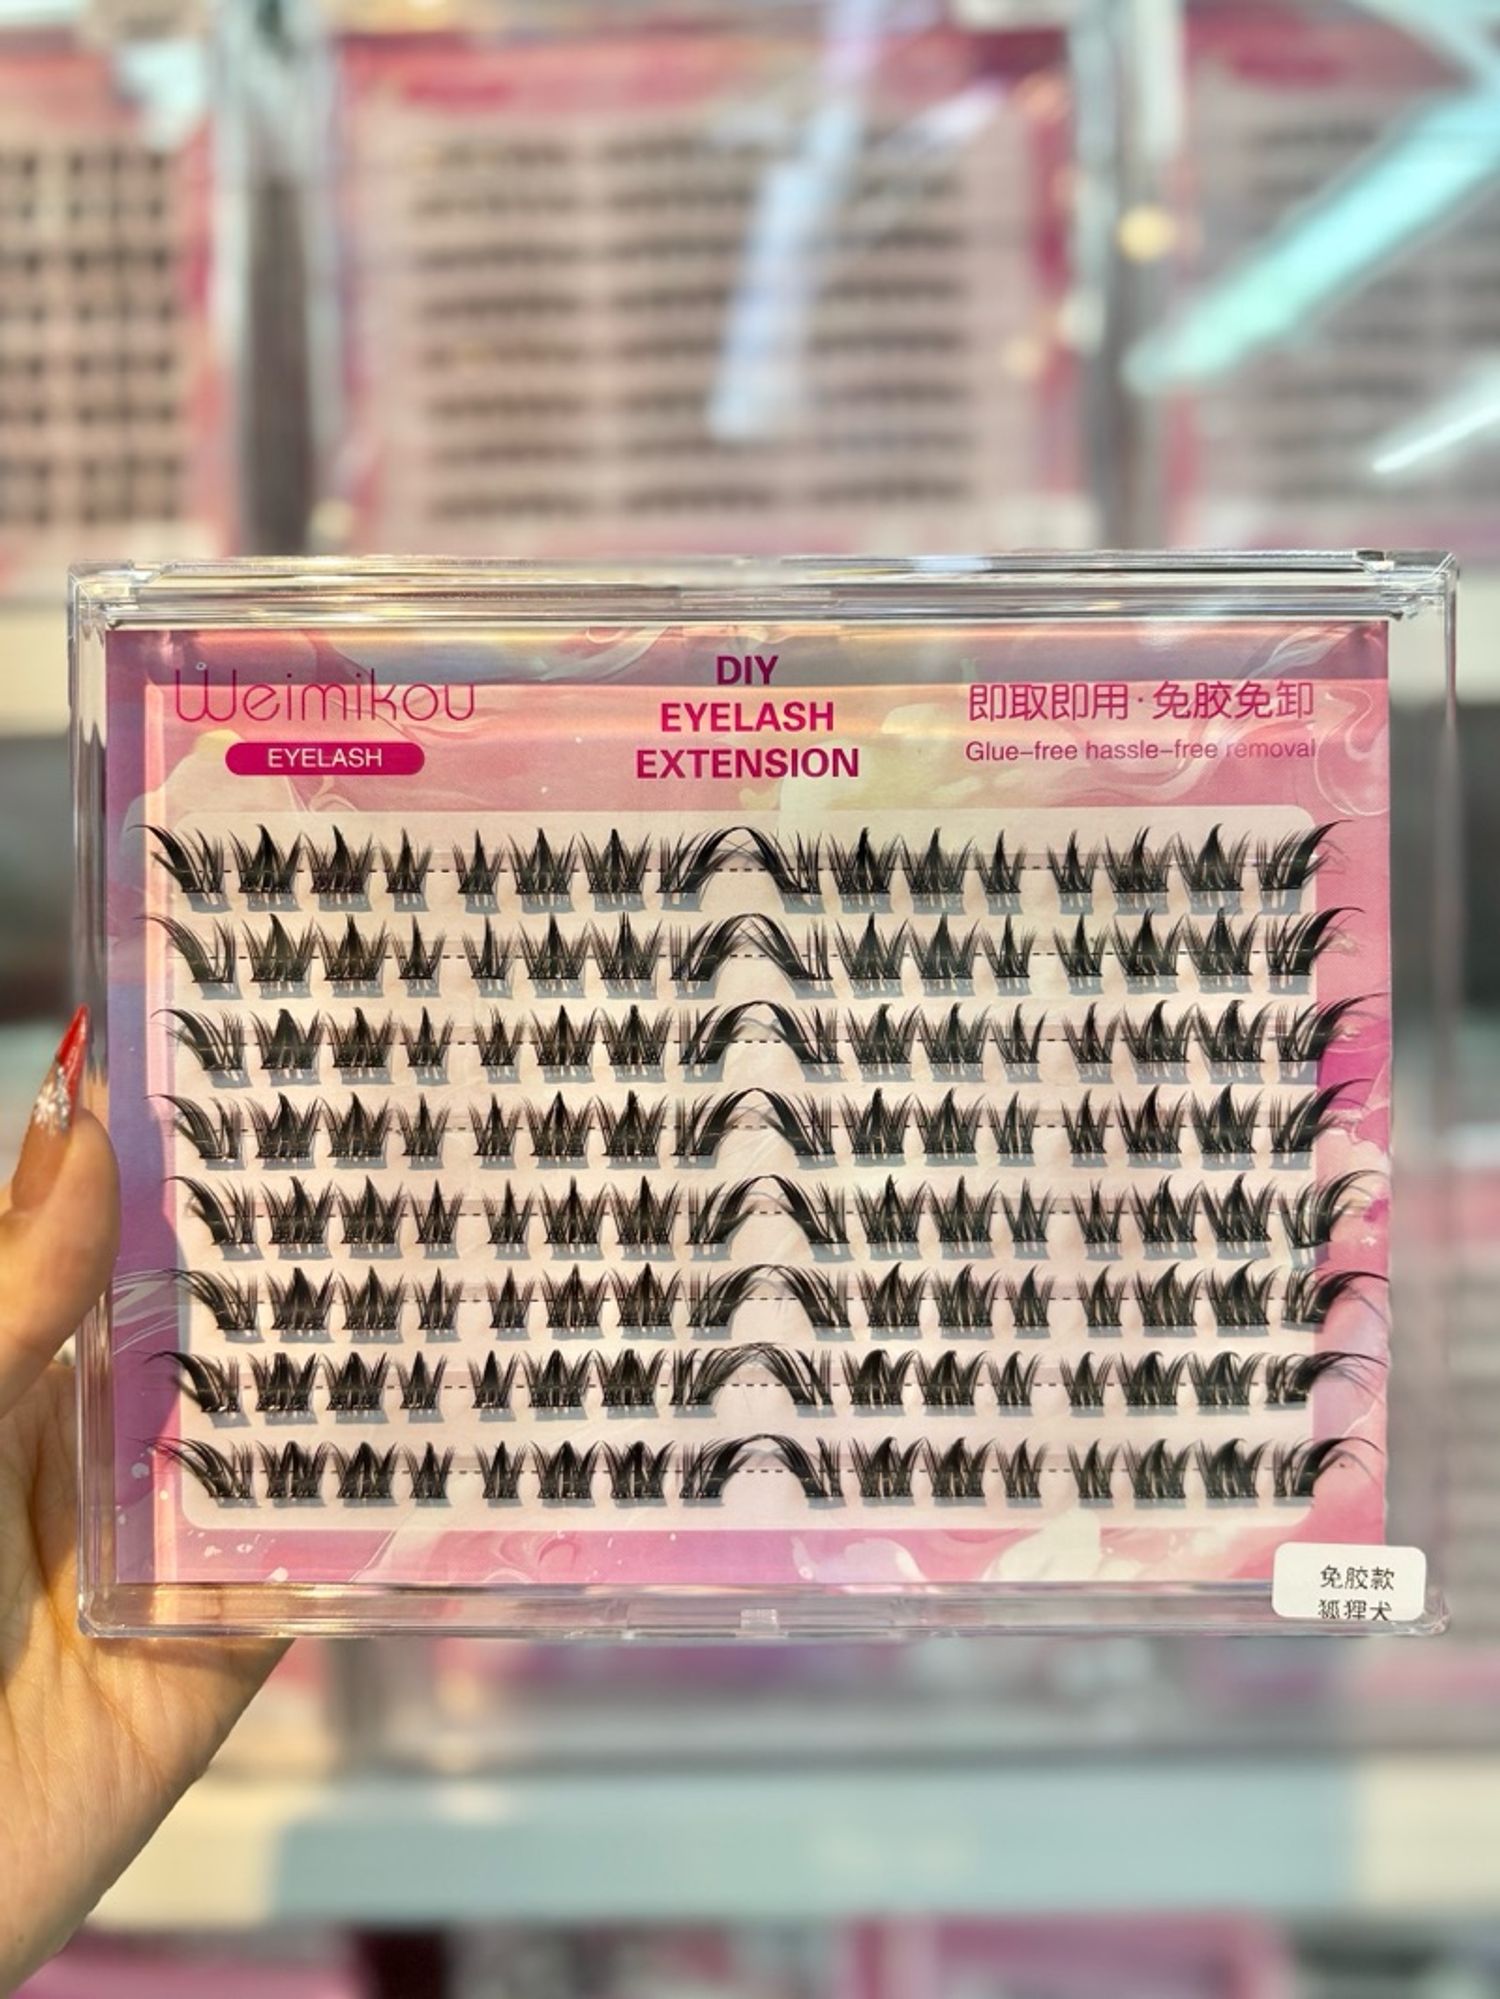 Weimikou
EYELASH
DIY
EYELASH
EXTENSION
即取即用·免胶免卸
Glue-free hassle-free removal
免胶款
狐狸犬